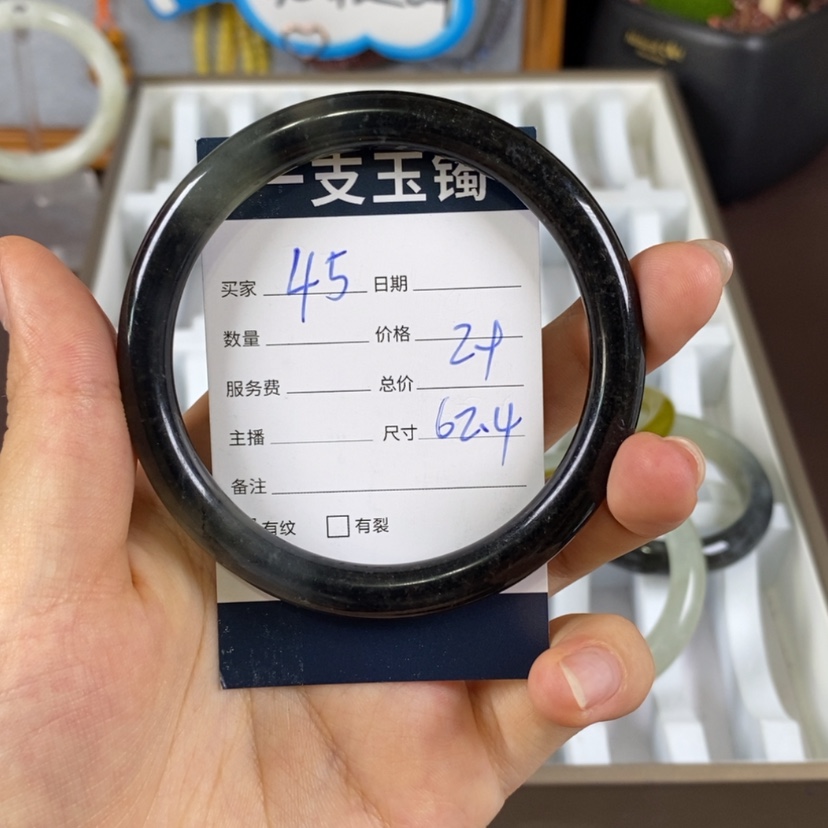 一支玉镯
买家 45 日期
数量 价格 24
服务费 总价
主播 尺寸 62.4
备注
有纹 □ 有裂